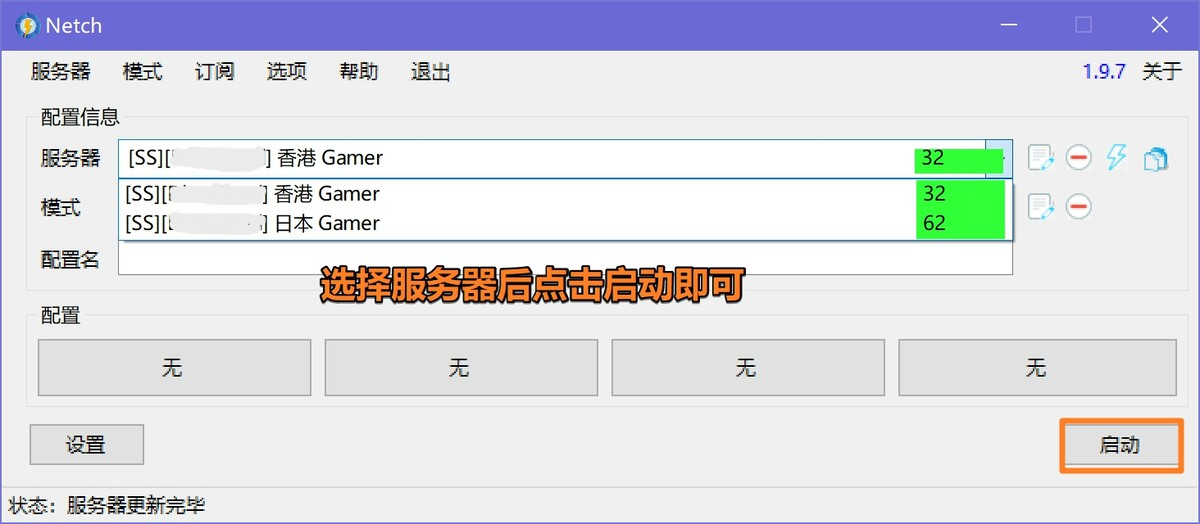 Netch
服务器 模式 订阅 选项 帮助 退出 1.9.7 关于
配置信息
服务器 [SS][ ] 香港 Gamer 32
[SS][ ] 香港 Gamer 32
模式
[SS][ ] 日本 Gamer 62
配置名
选择服务器后点击启动即可
配置
无 无 无 无
设置 启动
状态：服务器更新完毕